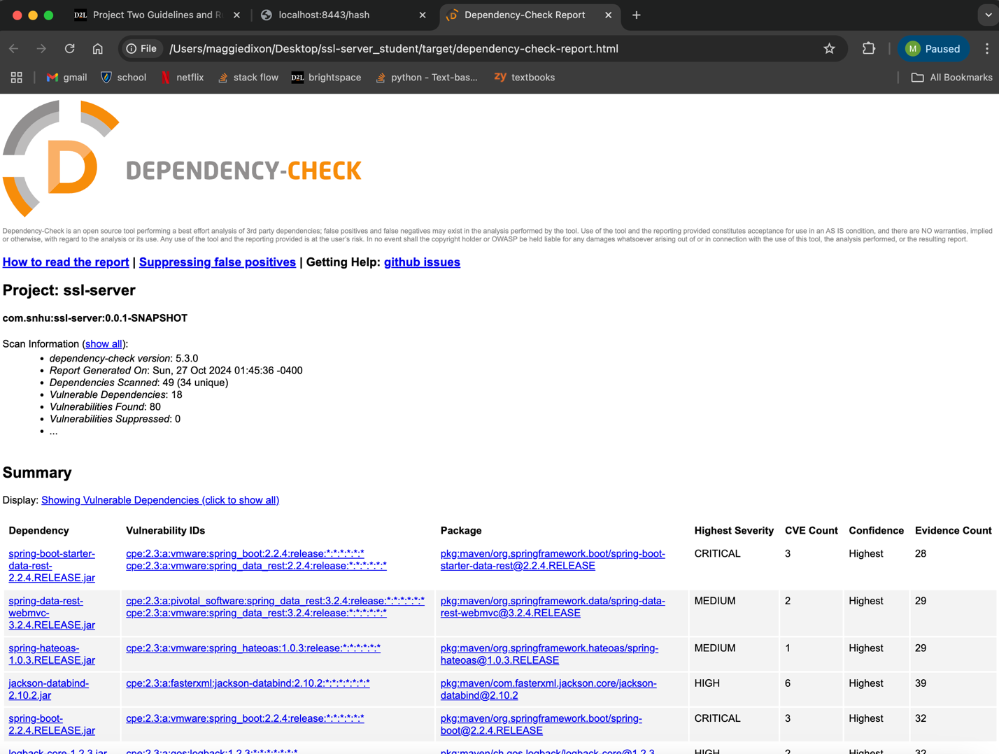 D2L Project Two Guidelines and R
localhost:8443/hash
Dependency-Check Report
File /Users/maggiedixon/Desktop/ssl-server_student/target/dependency-check-report.html
M Paused
gmail
school
netflix
stack flow
D2L brightspace
python - Text-bas...
zy textbooks
All Bookmarks
D DEPENDENCY-CHECK
Dependency-Check is an open source tool performing a best effort analysis of 3rd party dependencies; false positives and false negatives may exist in the analysis performed by the tool. Use of the tool and the reporting provided constitutes acceptance for use in an AS IS condition, and there are NO warranties, implied
or otherwise, with regard to the analysis or its use. Any use of the tool and the reporting provided is at the user's risk. In no event shall the copyright holder or OWASP be held liable for any damages whatsoever arising out of or in connection with the use of this tool, the analysis performed, or the resulting report.
How to read the report | Suppressing false positives | Getting Help: github issues
Project: ssl-server
com.snhu:ssl-server:0.0.1-SNAPSHOT
Scan Information (show all):
• dependency-check version: 5.3.0
• Report Generated On: Sun, 27 Oct 2024 01:45:36 -0400
• Dependencies Scanned: 49 (34 unique)
• Vulnerable Dependencies: 18
• Vulnerabilities Found: 80
• Vulnerabilities Suppressed: 0
• ...
Summary
Display: Showing Vulnerable Dependencies (click to show all)
Dependency Vulnerability IDs Package Highest Severity CVE Count Confidence Evidence Count
spring-boot-starter- cpe:2.3:a:vmware:spring_boot:2.2.4:release:*:*:*:*:*:* pkg:maven/org.springframework.boot/spring-boot- CRITICAL 3 Highest 28
data-rest- cpe:2.3:a:vmware:spring_data_rest:2.2.4:release:*:*:*:*:*:* starter-data-rest@2.2.4.RELEASE
2.2.4.RELEASE.jar
spring-data-rest- cpe:2.3:a:pivotal_software:spring_data_rest:3.2.4:release:*:*:*:*:*:* pkg:maven/org.springframework.data/spring-data- MEDIUM 2 Highest 29
webmvc- cpe:2.3:a:vmware:spring_data_rest:3.2.4:release:*:*:*:*:*:* rest-webmvc@3.2.4.RELEASE
3.2.4.RELEASE.jar
spring-hateoas- cpe:2.3:a:vmware:spring_hateoas:1.0.3:release:*:*:*:*:*:* pkg:maven/org.springframework.hateoas/spring- MEDIUM 1 Highest 29
1.0.3.RELEASE.jar hateoas@1.0.3.RELEASE
jackson-databind- cpe:2.3:a:fasterxml:jackson-databind:2.10.2:*:*:*:*:*:*:* pkg:maven/com.fasterxml.jackson.core/jackson- HIGH 6 Highest 39
2.10.2.jar databind@2.10.2
spring-boot- cpe:2.3:a:vmware:spring_boot:2.2.4:release:*:*:*:*:*:* pkg:maven/org.springframework.boot/spring- CRITICAL 3 Highest 32
2.2.4.RELEASE.jar boot@2.2.4.RELEASE
logback-core-1.2.3.jar cpe:2.3:a:qos:logback:1.2.3:*:*:*:*:*:*:* pkg:maven/ch.qos.logback/logback-core@1.2.3 HIGH 2 Highest 32